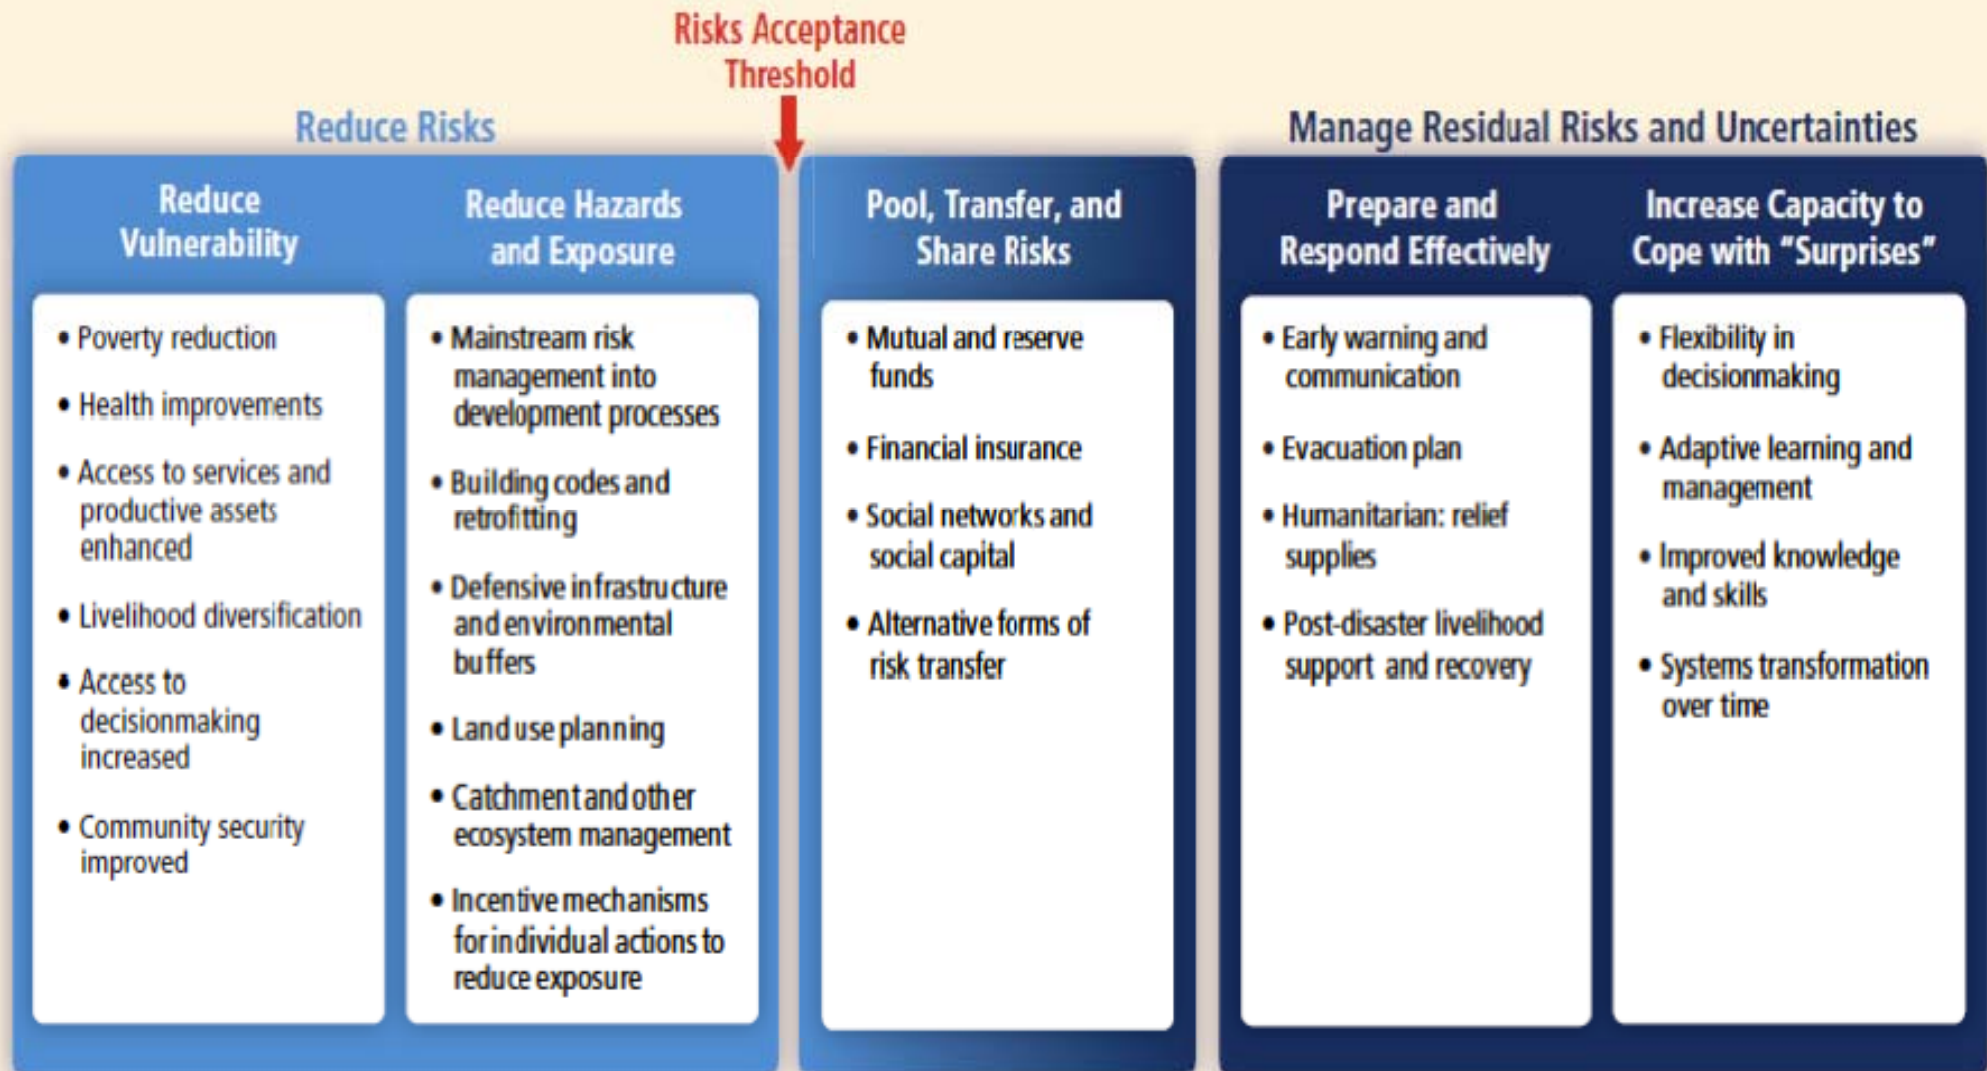 Risks Acceptance
Threshold
Reduce Risks
Manage Residual Risks and Uncertainties
Reduce
Vulnerability
• Poverty reduction
• Health improvements
• Access to services and
productive assets
enhanced
• Livelihood diversification
• Access to
decisionmaking
increased
• Community security
improved
Reduce Hazards
and Exposure
• Mainstream risk
management into
development processes
• Building codes and
retrofitting
• Defensive infrastructure
and environmental
buffers
• Land use planning
• Catchment and other
ecosystem management
• Incentive mechanisms
for individual actions to
reduce exposure
Pool, Transfer, and
Share Risks
• Mutual and reserve
funds
• Financial insurance
• Social networks and
social capital
• Alternative forms of
risk transfer
Prepare and
Respond Effectively
• Early warning and
communication
• Evacuation plan
• Humanitarian: relief
supplies
• Post-disaster livelihood
support and recovery
Increase Capacity to
Cope with “Surprises”
• Flexibility in
decisionmaking
• Adaptive learning and
management
• Improved knowledge
and skills
• Systems transformation
over time